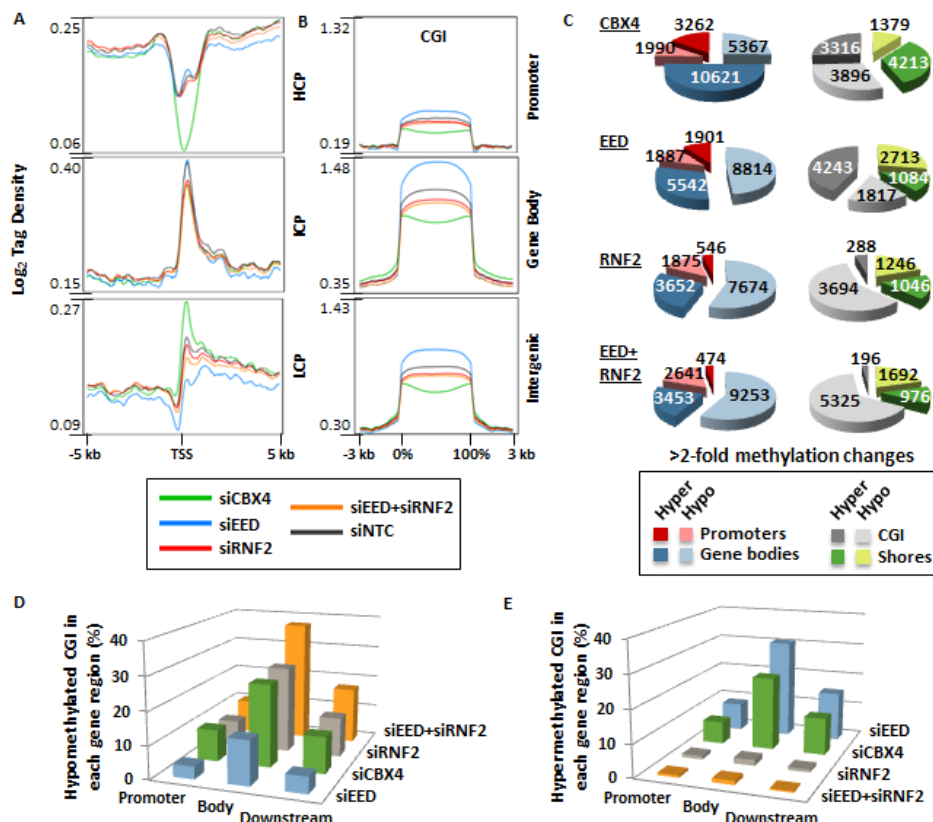 A
0.25
0.06
HCP
0.40
0.15
ICP
0.27
0.09
LCP
Log2 Tag Density
-5 kb
TSS
5 kb
B
CGI
1.32
0.19
Promoter
1.48
0.35
Gene Body
1.43
0.30
Intergenic
-3 kb
0%
100%
3 kb
siCBX4
siEED
siRNF2
siEED+siRNF2
siNTC
C
CBX4
3262
1990
5367
10621
1379
3316
4213
3896
EED
1901
1887
8814
5542
2713
4243
1084
1817
RNF2
546
1875
3652
7674
288
1246
1046
3694
EED+
RNF2
474
2641
3453
9253
196
1692
976
5325
>2-fold methylation changes
Hyper
Hypo
Promoters
Gene bodies
Hyper
Hypo
CGI
Shores
D
Hypomethylated CGI in
each gene region (%)
40
30
20
10
0
Promoter
Body
Downstream
siEED+siRNF2
siRNF2
siCBX4
siEED
E
Hypermethylated CGI in
each gene region (%)
40
30
20
10
0
Promoter
Body
Downstream
siEED
siCBX4
siRNF2
siEED+siRNF2